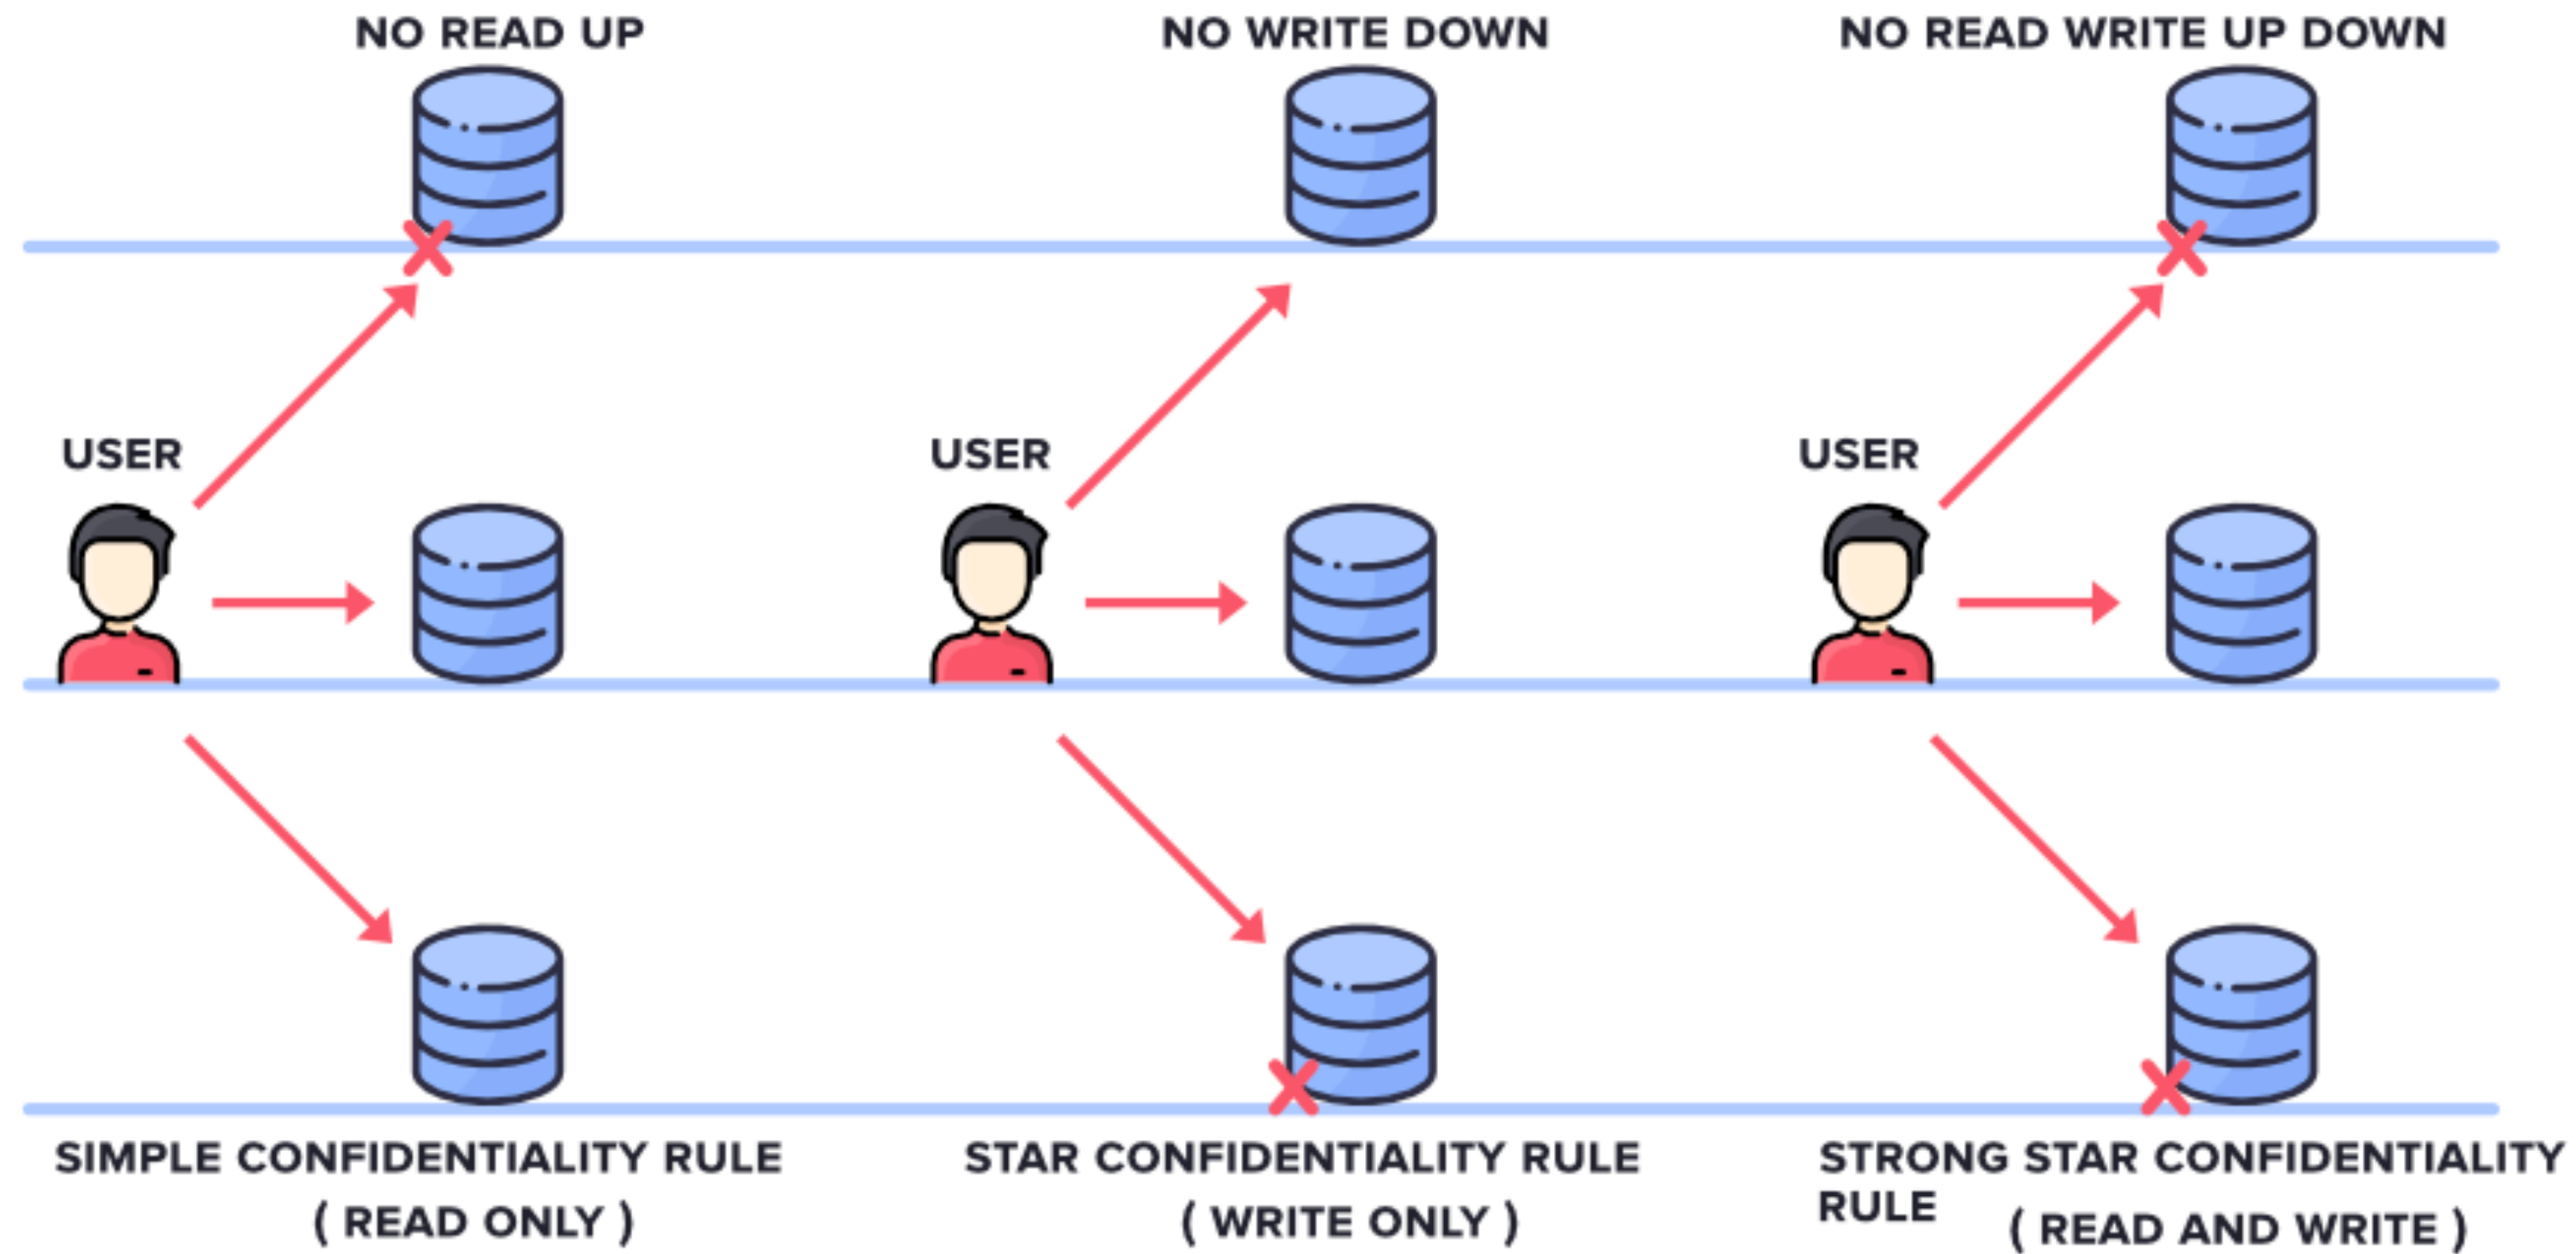 NO READ UP
NO WRITE DOWN
NO READ WRITE UP DOWN
USER
USER
USER
SIMPLE CONFIDENTIALITY RULE
( READ ONLY )
STAR CONFIDENTIALITY RULE
( WRITE ONLY )
STRONG STAR CONFIDENTIALITY
RULE
( READ AND WRITE )